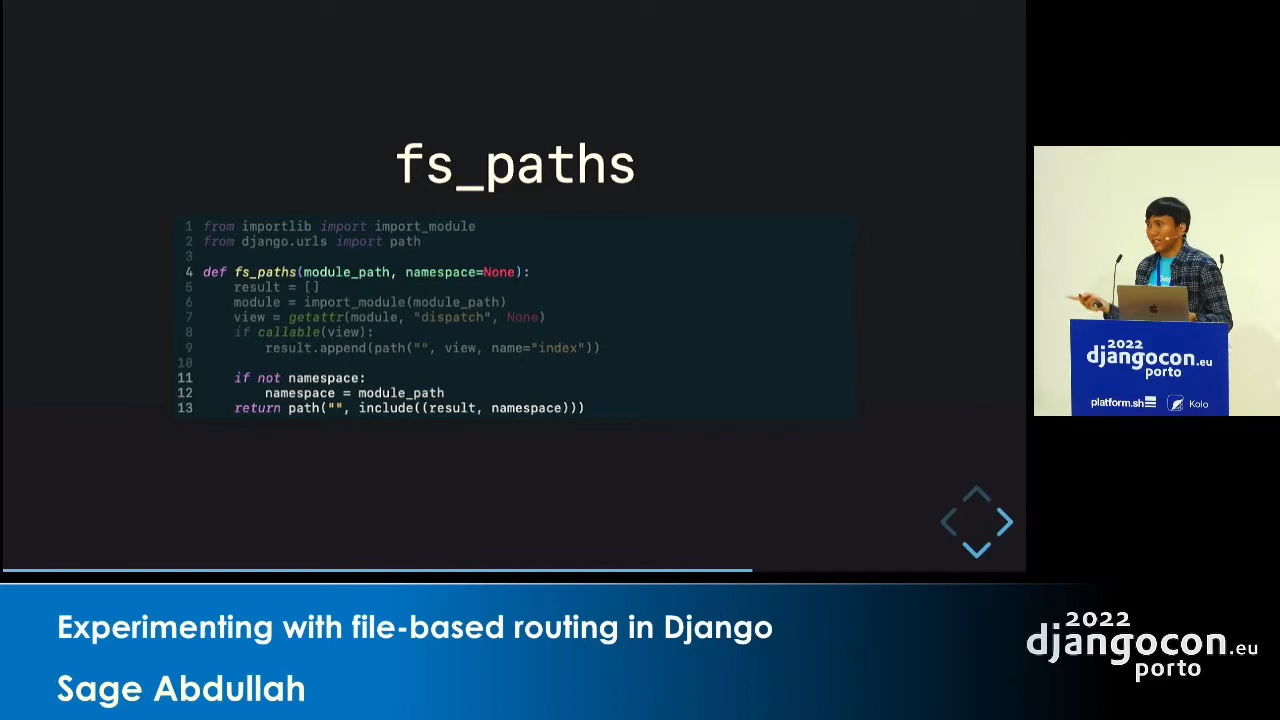 fs_paths
1 from importlib import import_module
2 from django.urls import path
3
4 def fs_paths(module_path, namespace=None):
5     result = []
6     module = import_module(module_path)
7     view = getattr(module, "dispatch", None)
8     if callable(view):
9         result.append(path("", view, name="index"))
10
11     if not namespace:
12         namespace = module_path
13     return path("", include((result, namespace)))
2022
djangocon.eu
porto
platform.sh
Kolo
Experimenting with file-based routing in Django
Sage Abdullah
2022
djangocon.eu
porto